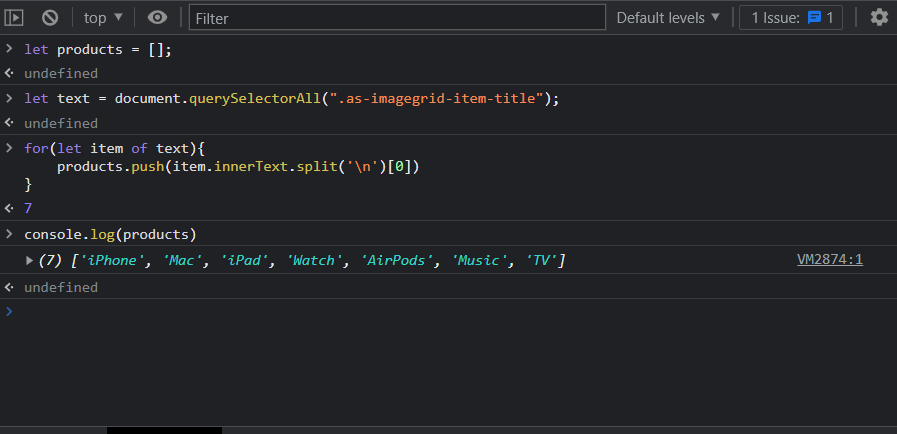 top ▼ Filter Default levels ▼ 1 Issue: 1
> let products = [];
undefined
> let text = document.querySelectorAll(".as-imagegrid-item-title");
undefined
> for(let item of text){
    products.push(item.innerText.split('\n')[0])
}
7
> console.log(products)
▶ (7) ['iPhone', 'Mac', 'iPad', 'Watch', 'AirPods', 'Music', 'TV'] VM2874:1
undefined
>